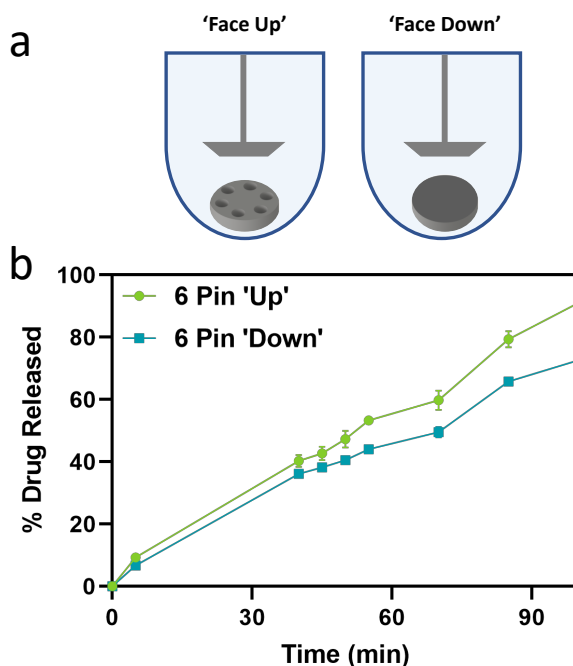 a
‘Face Up’
‘Face Down’
b
100
80
60
40
20
0
% Drug Released
6 Pin 'Up'
6 Pin 'Down'
0
30
60
90
Time (min)